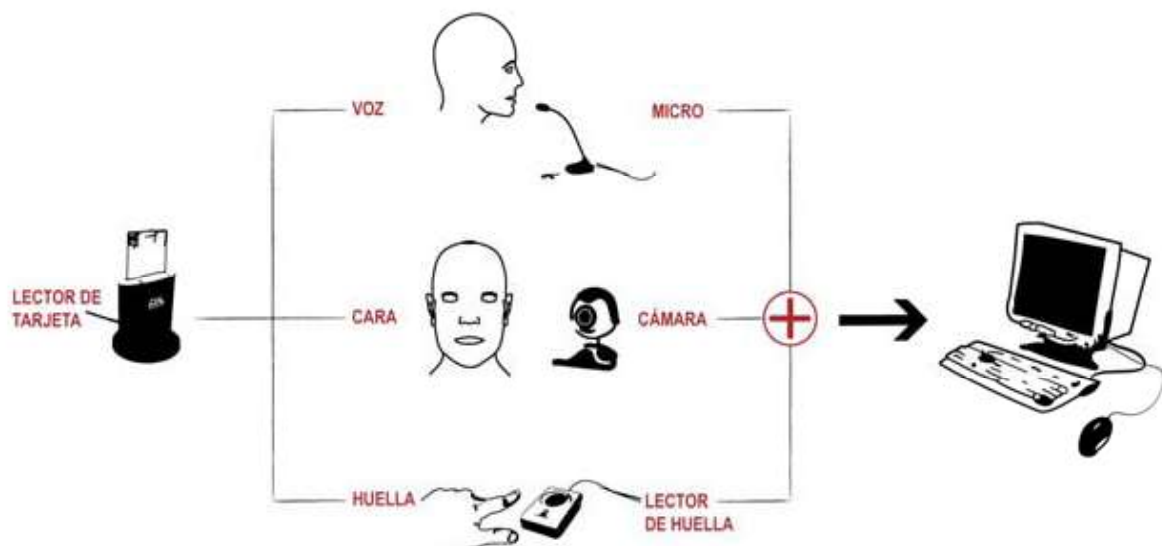 VOZ
MICRO
LECTOR DE
TARJETA
CARA
CÁMARA
HUELLA
LECTOR
DE HUELLA